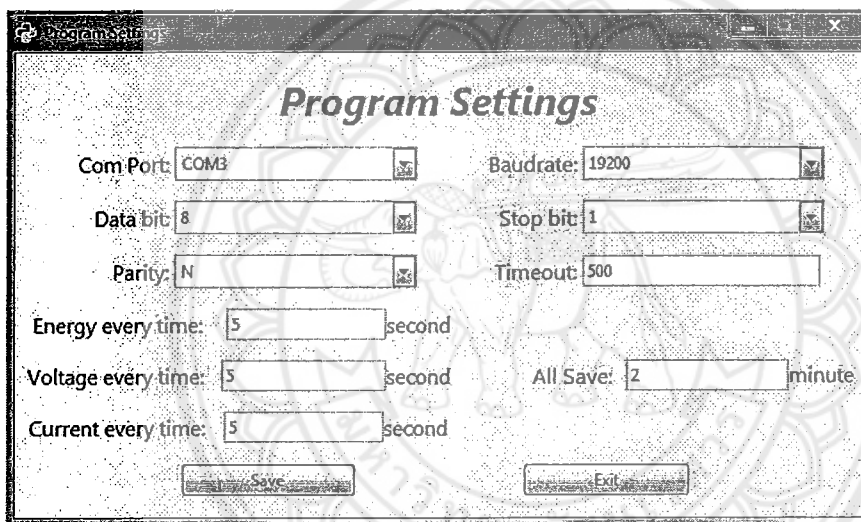 Program Settings
Program Settings
Com Port: COM3 Baudrate: 19200
Data bit: 8 Stop bit: 1
Parity: N Timeout: 500
Energy every time: 5 second
Voltage every time: 5 second All Save: 2 minute
Current every time: 5 second
Save Exit